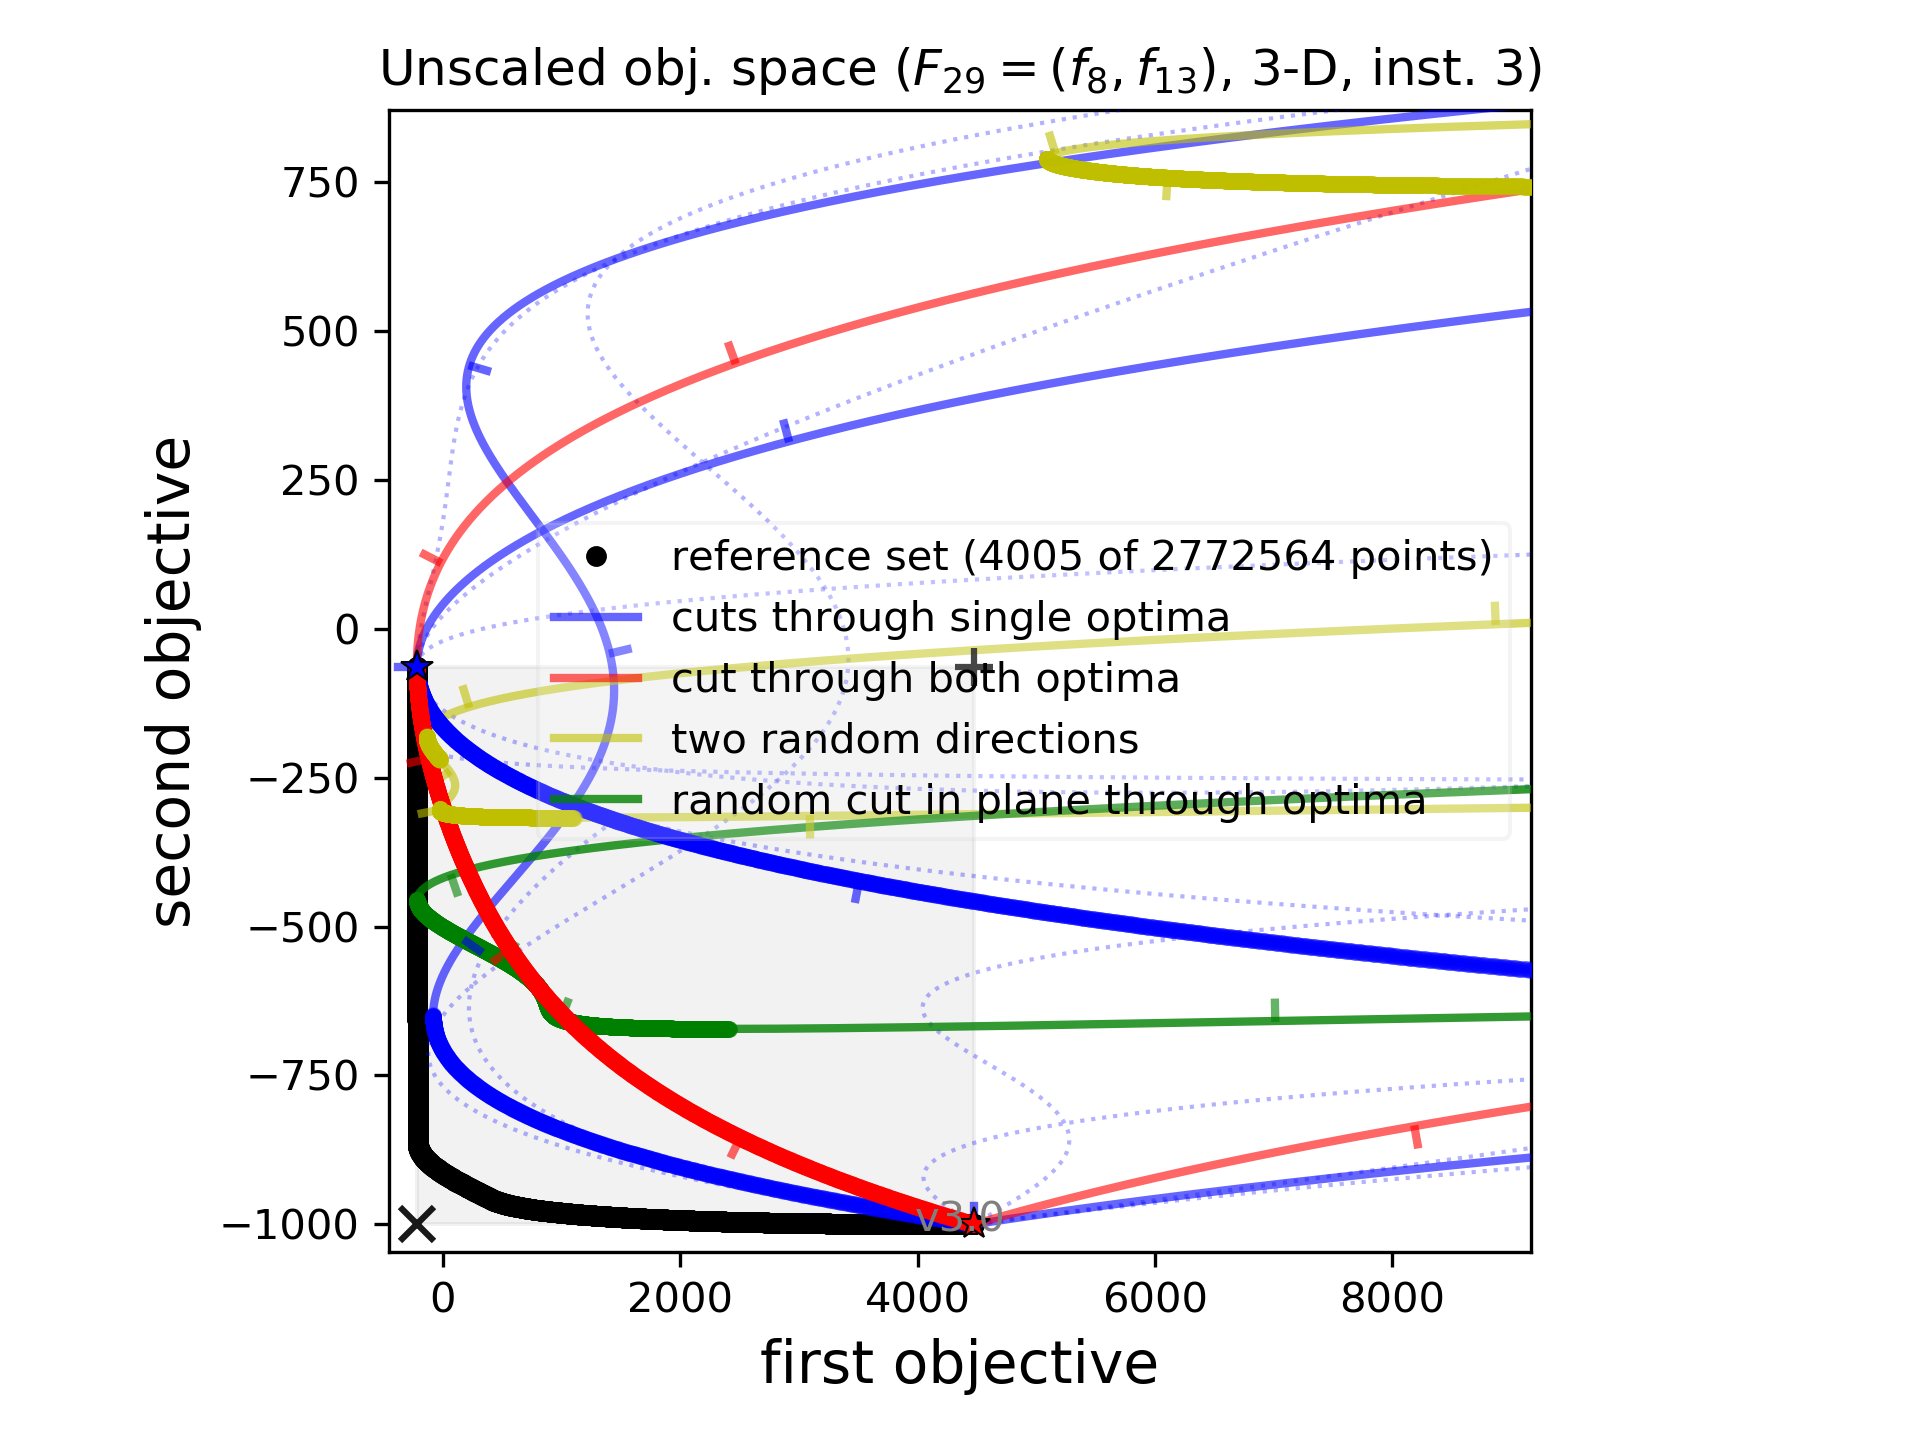 Unscaled obj. space (F₂₉ = (f₈, f₁₃), 3-D, inst. 3)
second objective
750
500
250
0
−250
−500
−750
−1000
reference set (4005 of 2772564 points)
cuts through single optima
cut through both optima
two random directions
random cut in plane through optima
v3.0
0 2000 4000 6000 8000
first objective